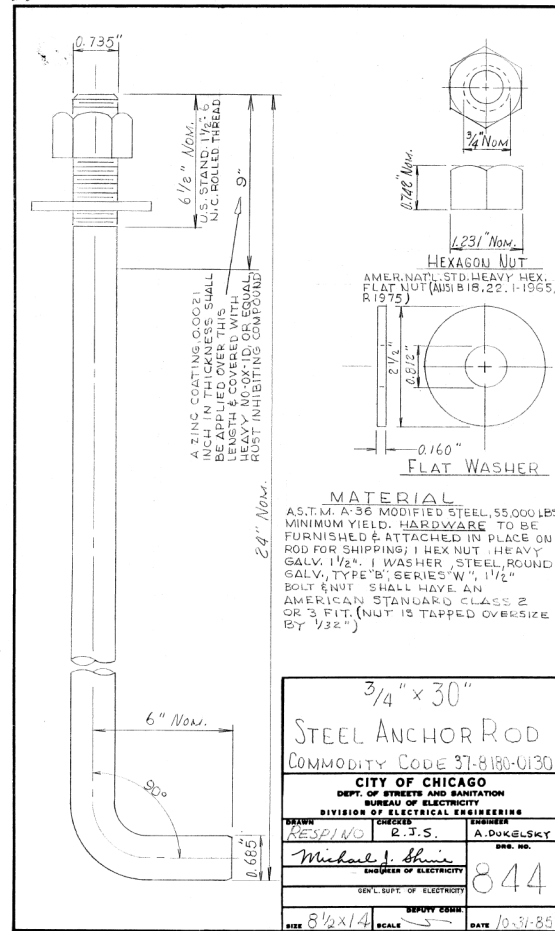 0.735"
6 1/2" NOM.
U.S. STAND. 1 1/2"-6
N.C. ROLLED THREAD
9"
A ZINC COATING, 0.0021
INCH IN THICKNESS SHALL
BE APPLIED OVER THIS
LENGTH & COVERED WITH
HEAVY NO-OX-ID, OR EQUAL,
RUST INHIBITING COMPOUND
24" NOM.
6" NOM.
90°
0.685"
3/4" NOM
0.748 NOM.
1.231" NOM.
HEXAGON NUT
AMER. NAT'L. STD. HEAVY HEX.
FLAT NUT (ANSI B18.22.1-1965,
R1975)
2 1/2"
0.812"
0.160"
FLAT WASHER
MATERIAL
A.S.T.M. A-36 MODIFIED STEEL, 55,000 LBS
MINIMUM YIELD. HARDWARE TO BE
FURNISHED & ATTACHED IN PLACE ON
ROD FOR SHIPPING; 1 HEX NUT, HEAVY
GALV. 1 1/2". 1 WASHER, STEEL, ROUND
GALV., TYPE "B", SERIES "W", 1 1/2"
BOLT & NUT SHALL HAVE AN
AMERICAN STANDARD CLASS 2
OR 3 FIT. (NUT IS TAPPED OVERSIZE
BY 1/32")
3/4" x 30"
STEEL ANCHOR ROD
COMMODITY CODE 37-8180-0130
CITY OF CHICAGO
DEPT. OF STREETS AND SANITATION
BUREAU OF ELECTRICITY
DIVISION OF ELECTRICAL ENGINEERING
DRAWN CHECKED ENGINEER
RESPINO R.J.S. A. DUKELSKY
Michael J. Shine
ENGINEER OF ELECTRICITY
DRG. NO.
844
GEN'L. SUPT. OF ELECTRICITY
DEPUTY COMM.
SIZE 8 1/2 x 14 SCALE DATE 10-31-85